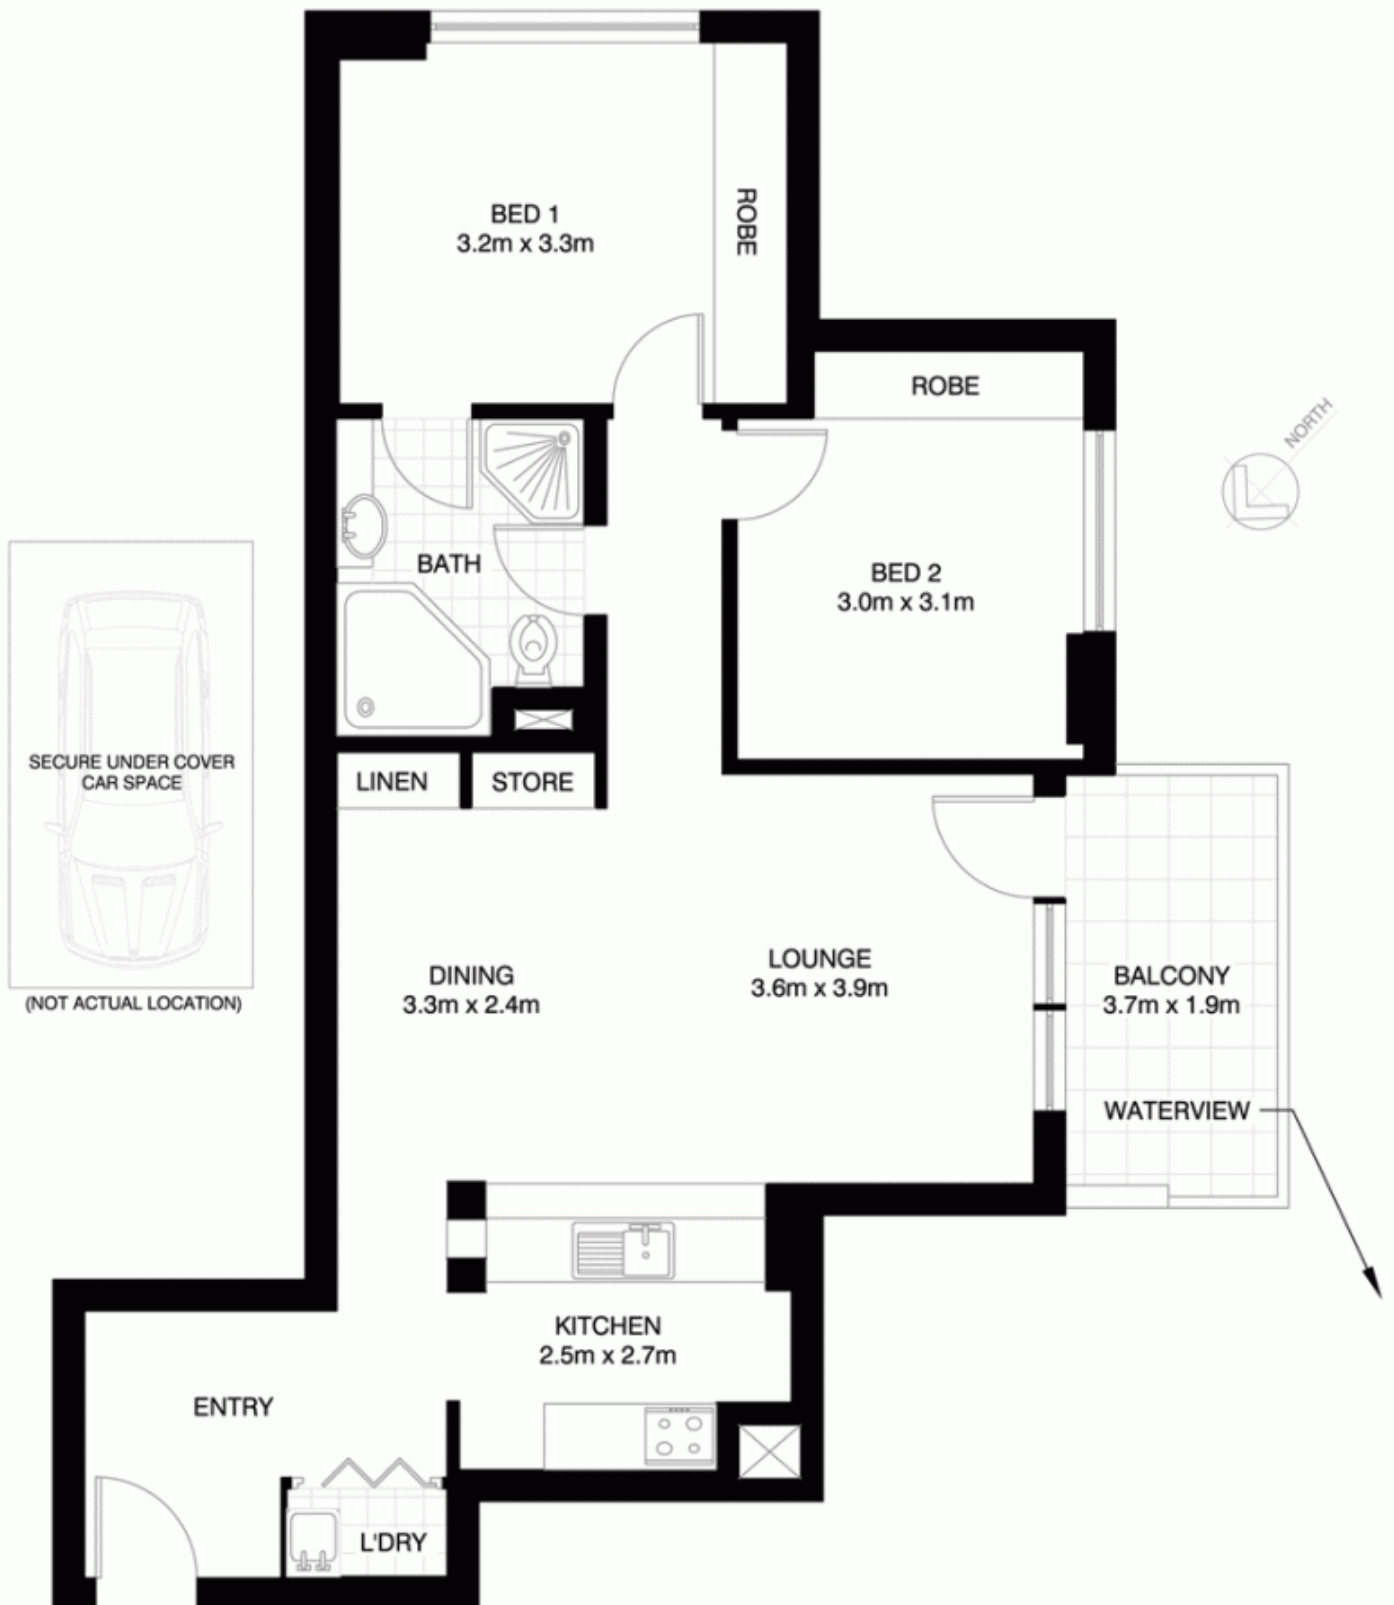 BED 1
3.2m x 3.3m
ROBE
ROBE
NORTH
BATH
BED 2
3.0m x 3.1m
SECURE UNDER COVER
CAR SPACE
(NOT ACTUAL LOCATION)
LINEN
STORE
DINING
3.3m x 2.4m
LOUNGE
3.6m x 3.9m
BALCONY
3.7m x 1.9m
WATERVIEW
KITCHEN
2.5m x 2.7m
ENTRY
L'DRY